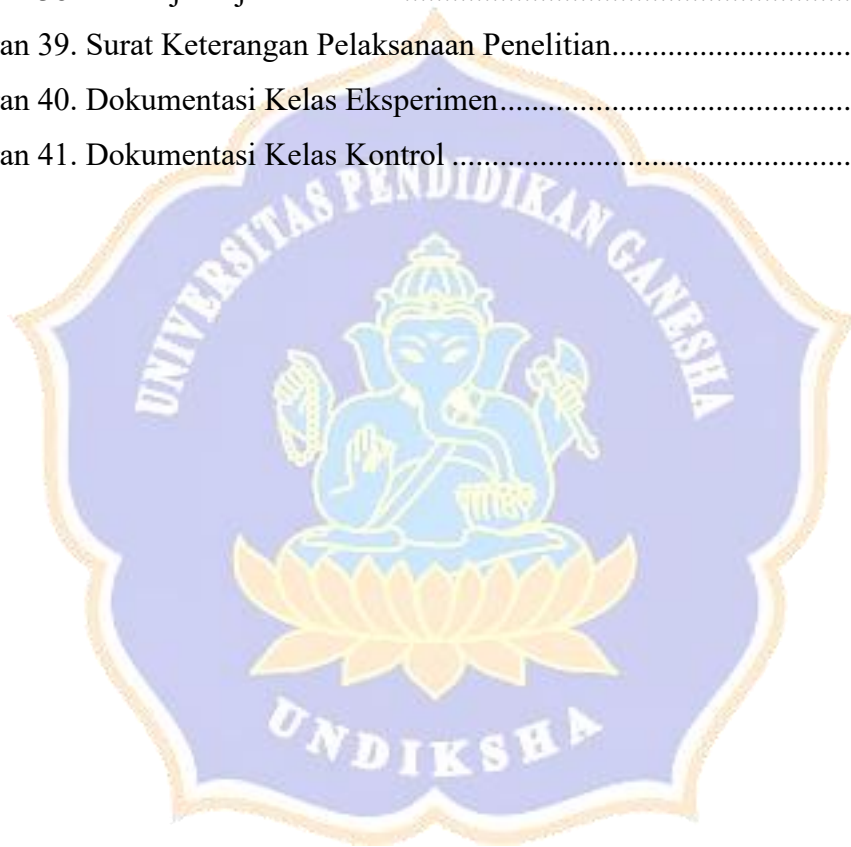 an 39. Surat Keterangan Pelaksanaan Penelitian..............................
an 40. Dokumentasi Kelas Eksperimen............................................
an 41. Dokumentasi Kelas Kontrol ..................................................
UNIVERSITAS PENDIDIKAN GANESHA
UNDIKSHA